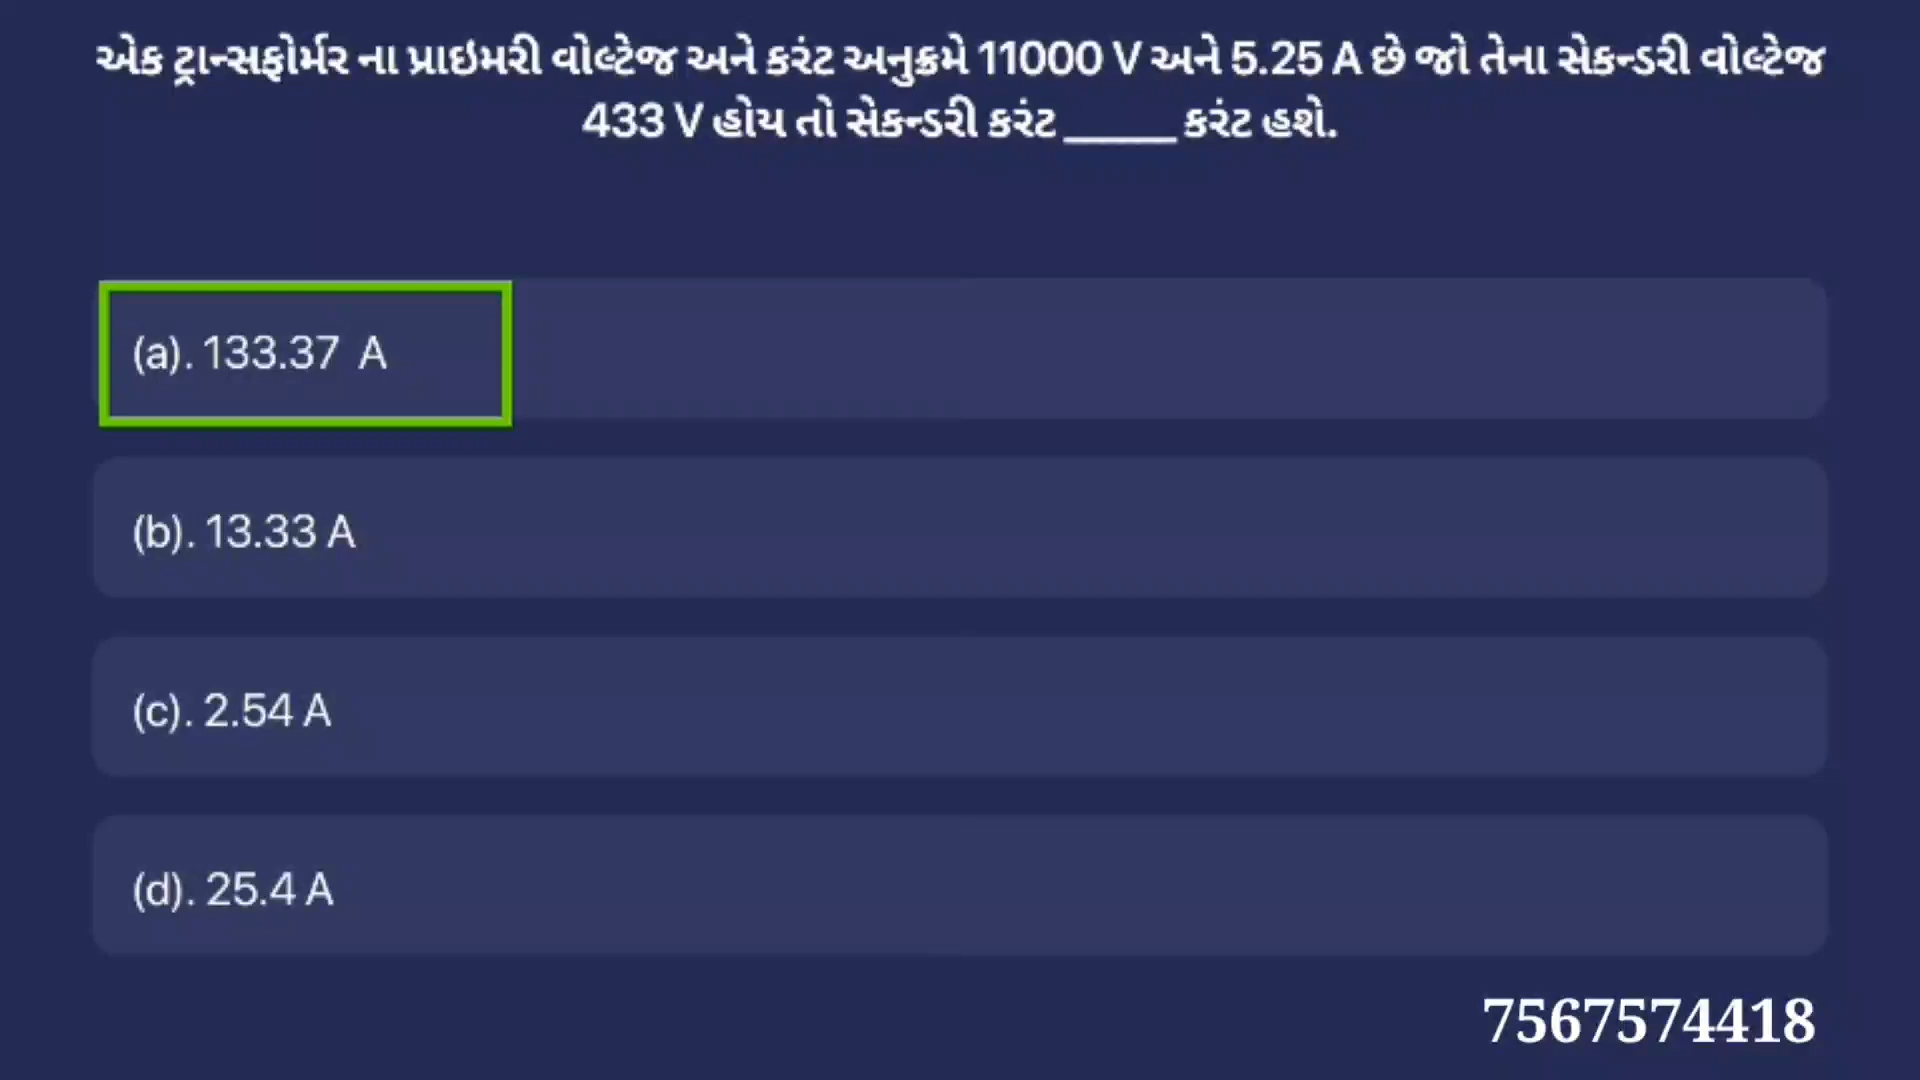 એક ટ્રાન્સફોર્મર ના પ્રાઇમરી વોલ્ટેજ અને કરંટ અનુક્રમે 11000 V અને 5.25 A છે જો તેના સેકન્ડરી વોલ્ટેજ
433 V હોય તો સેકન્ડરી કરંટ _____ કરંટ હશે.
(a). 133.37 A
(b). 13.33 A
(c). 2.54 A
(d). 25.4 A
7567574418